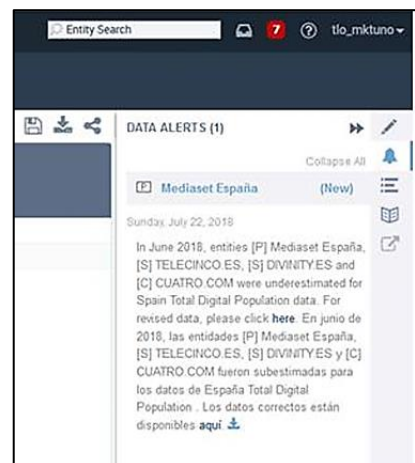 Entity Search
7
tlo_mktuno
DATA ALERTS (1)
Collapse All
[P] Mediaset España (New)
Sunday, July 22, 2018
In June 2018, entities [P] Mediaset España,
[S] TELECINCO.ES, [S] DIVINITY.ES and
[C] CUATRO.COM were underestimated for
Spain Total Digital Population data. For
revised data, please click here. En junio de
2018, las entidades [P] Mediaset España,
[S] TELECINCO.ES, [S] DIVINITY.ES y [C]
CUATRO.COM fueron subestimadas para
los datos de España Total Digital
Population . Los datos correctos están
disponibles aquí